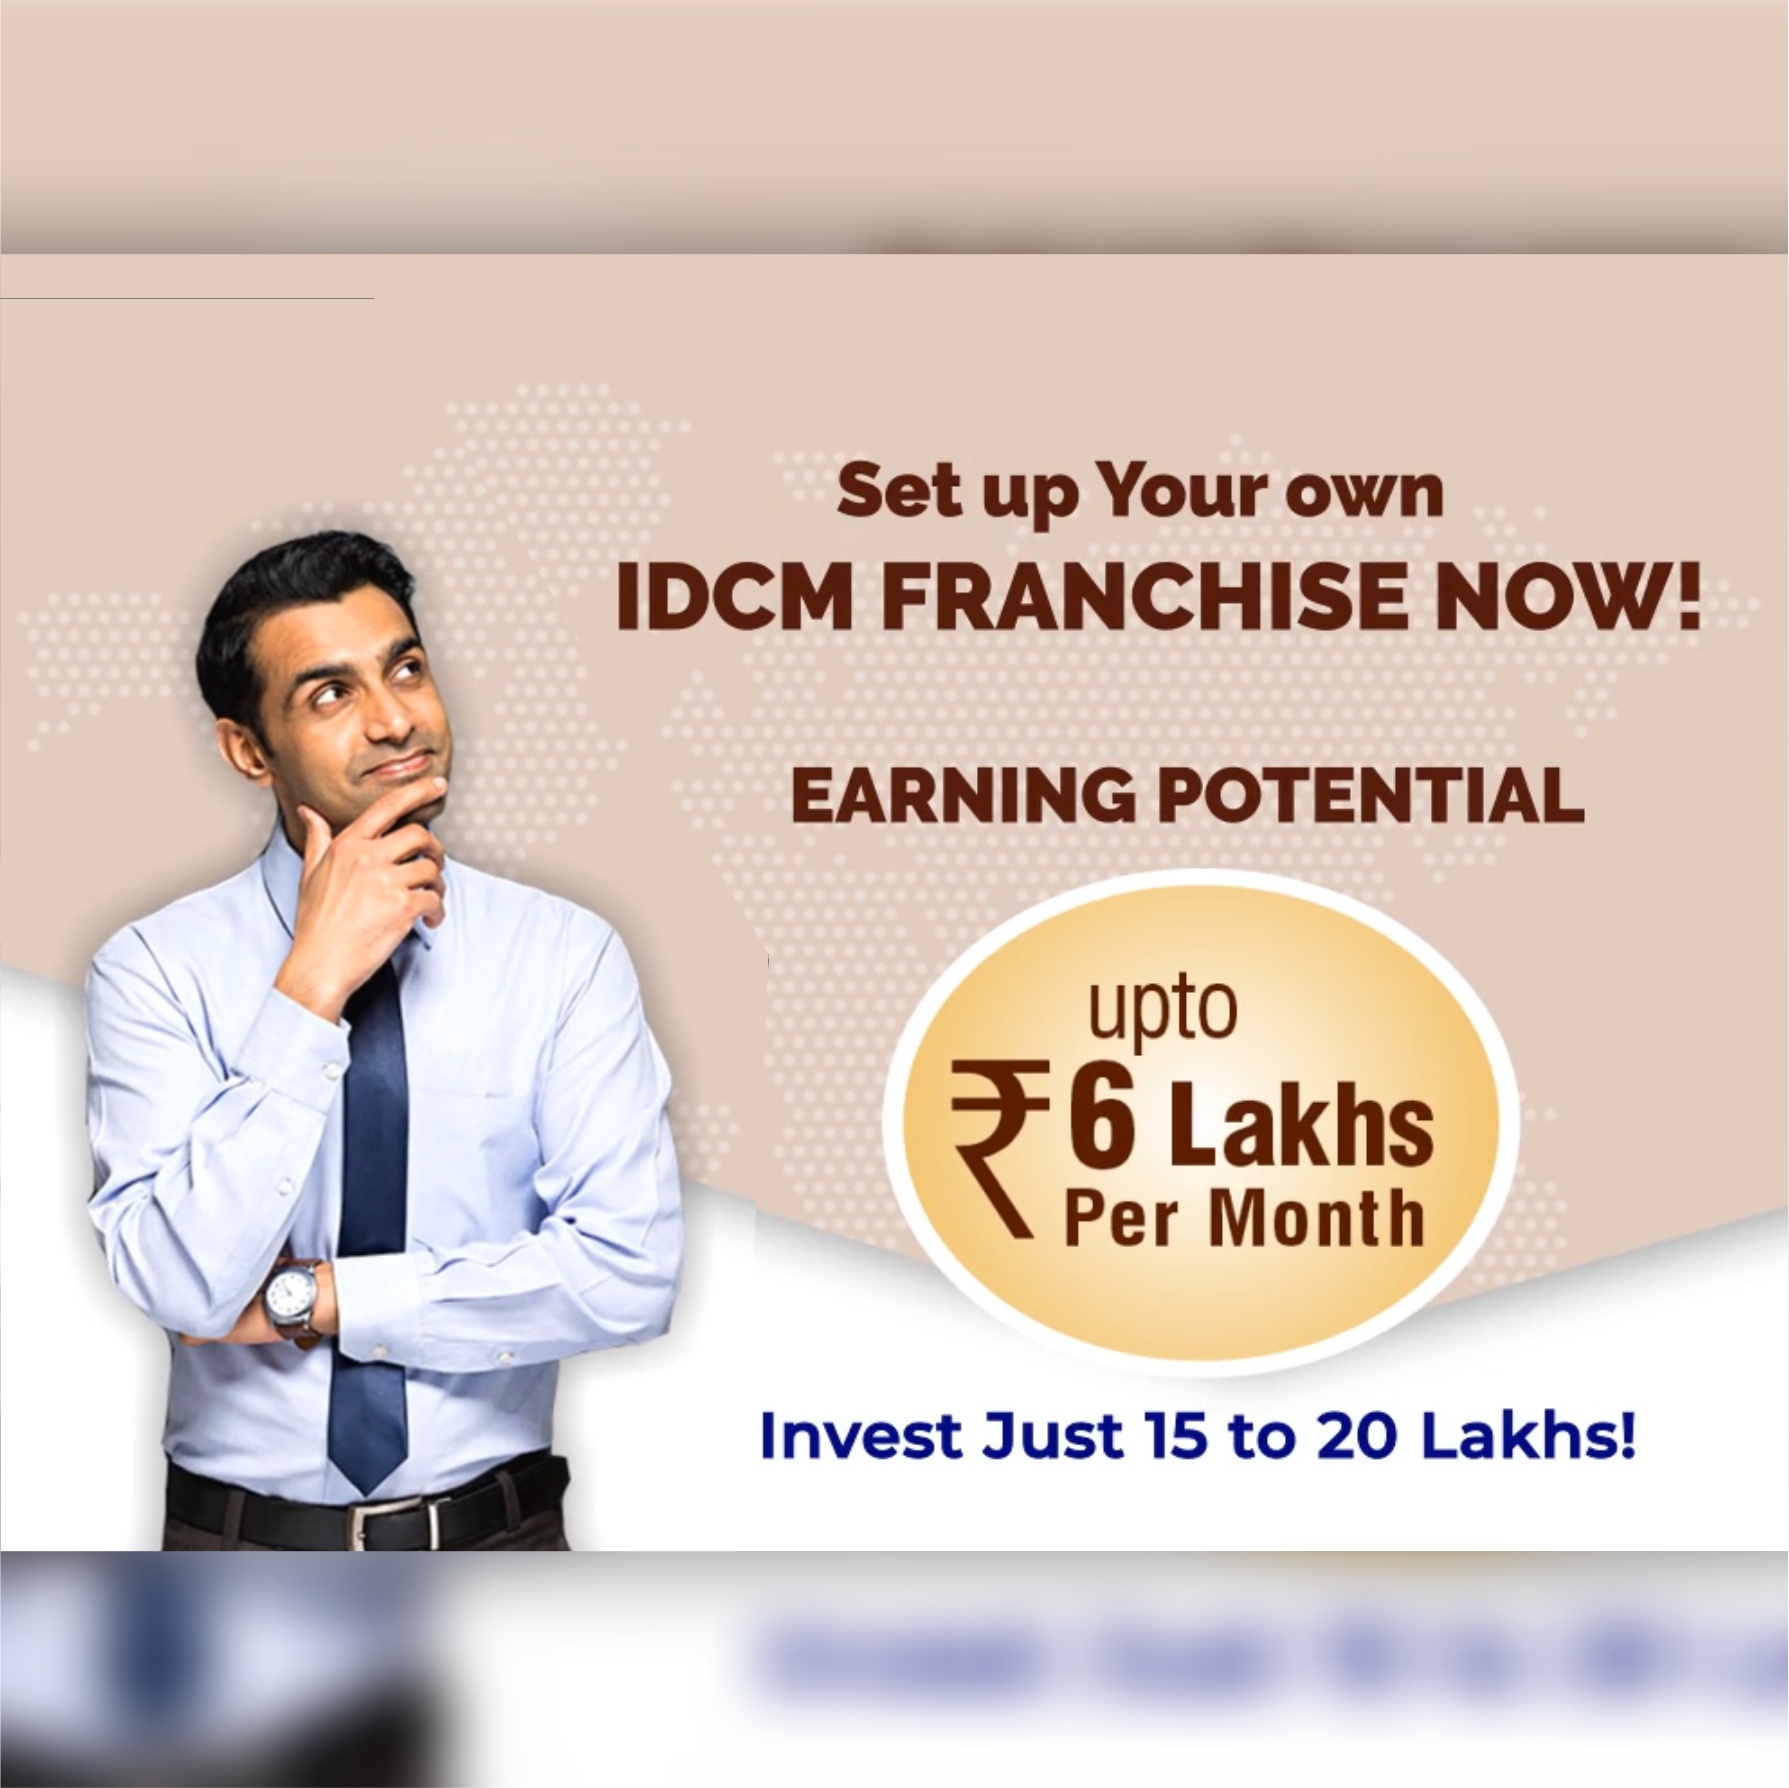 Set up Your own
IDCM FRANCHISE NOW!
EARNING POTENTIAL
upto
₹6 Lakhs
Per Month
Invest Just 15 to 20 Lakhs!